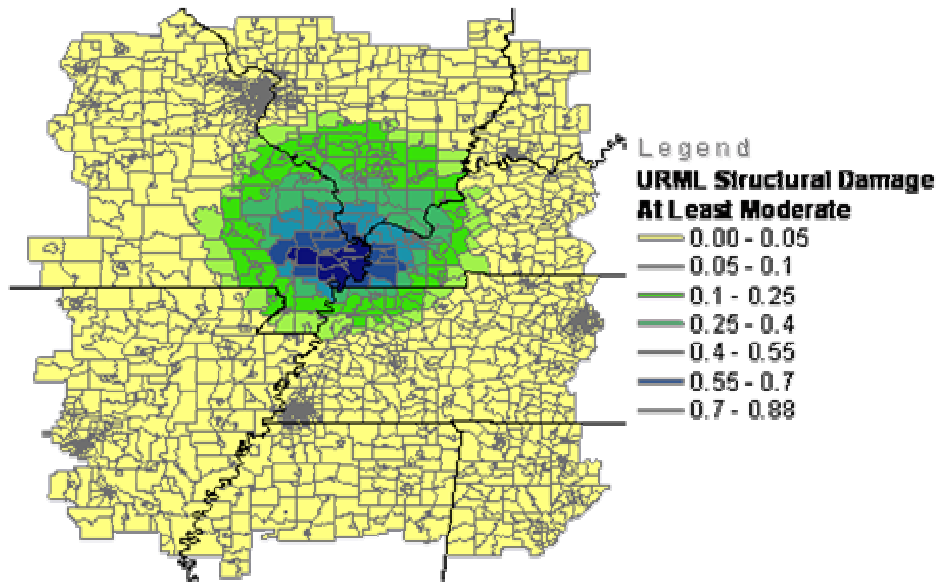 Legend
URML Structural Damage
At Least Moderate
0.00 - 0.05
0.05 - 0.1
0.1 - 0.25
0.25 - 0.4
0.4 - 0.55
0.55 - 0.7
0.7 - 0.88